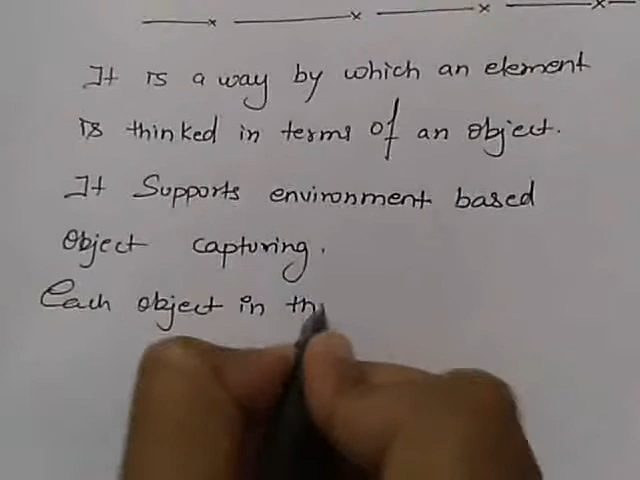 It is a way by which an element
is thinked in terms of an object.
It Supports environment based
object capturing.
Each object in th